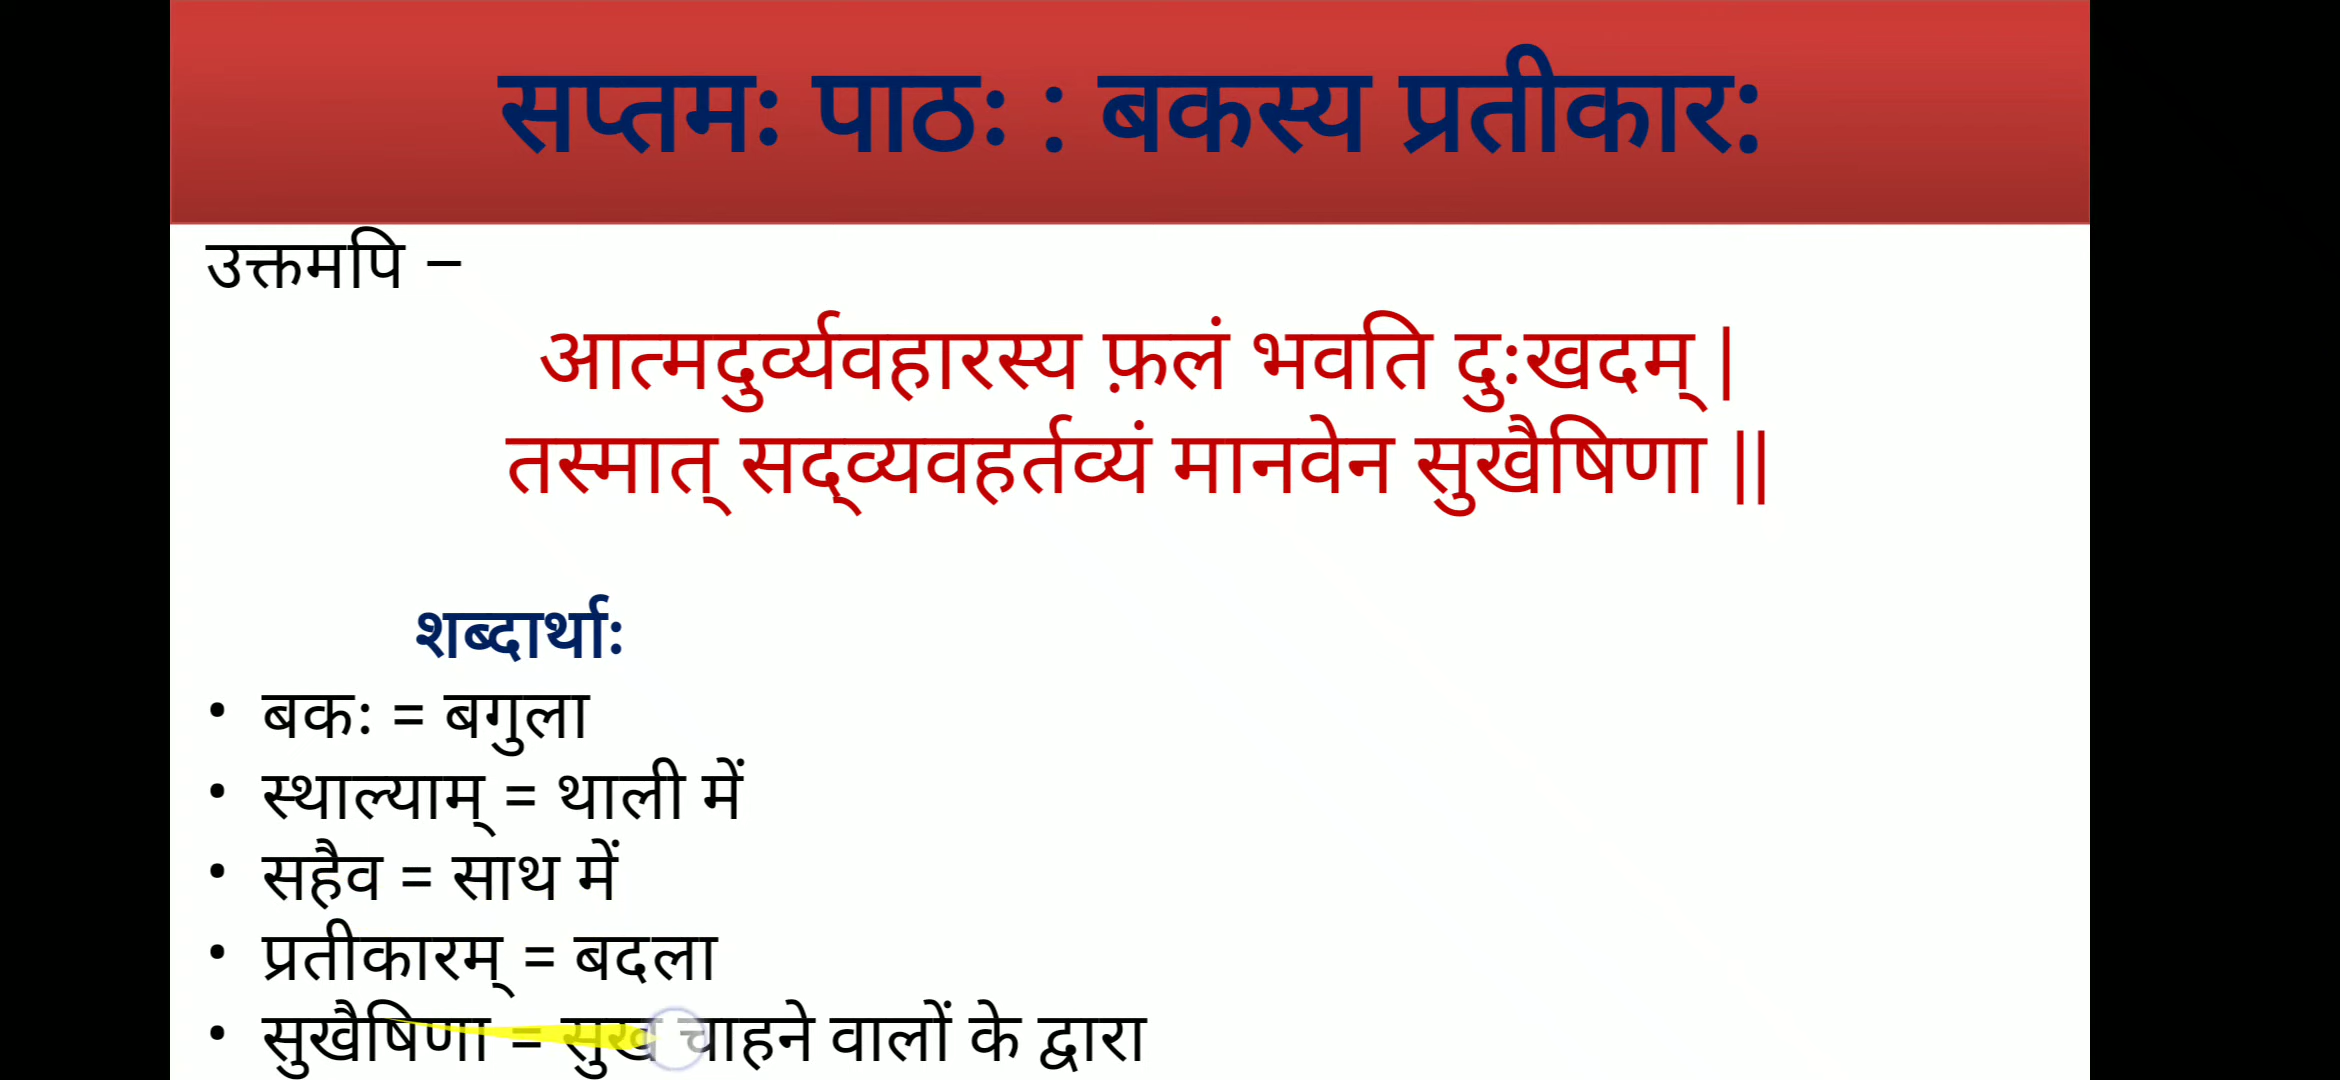 सप्तमः पाठः : बकस्य प्रतीकारः
उक्तमपि –
आत्मदुर्व्यवहारस्य फ़लं भवति दुःखदम् |
तस्मात् सद्व्यवहर्तव्यं मानवेन सुखैषिणा ||
शब्दार्थाः
• बकः = बगुला
• स्थाल्याम् = थाली में
• सहैव = साथ में
• प्रतीकारम् = बदला
• सुखैषिणा = सुख चाहने वालों के द्वारा